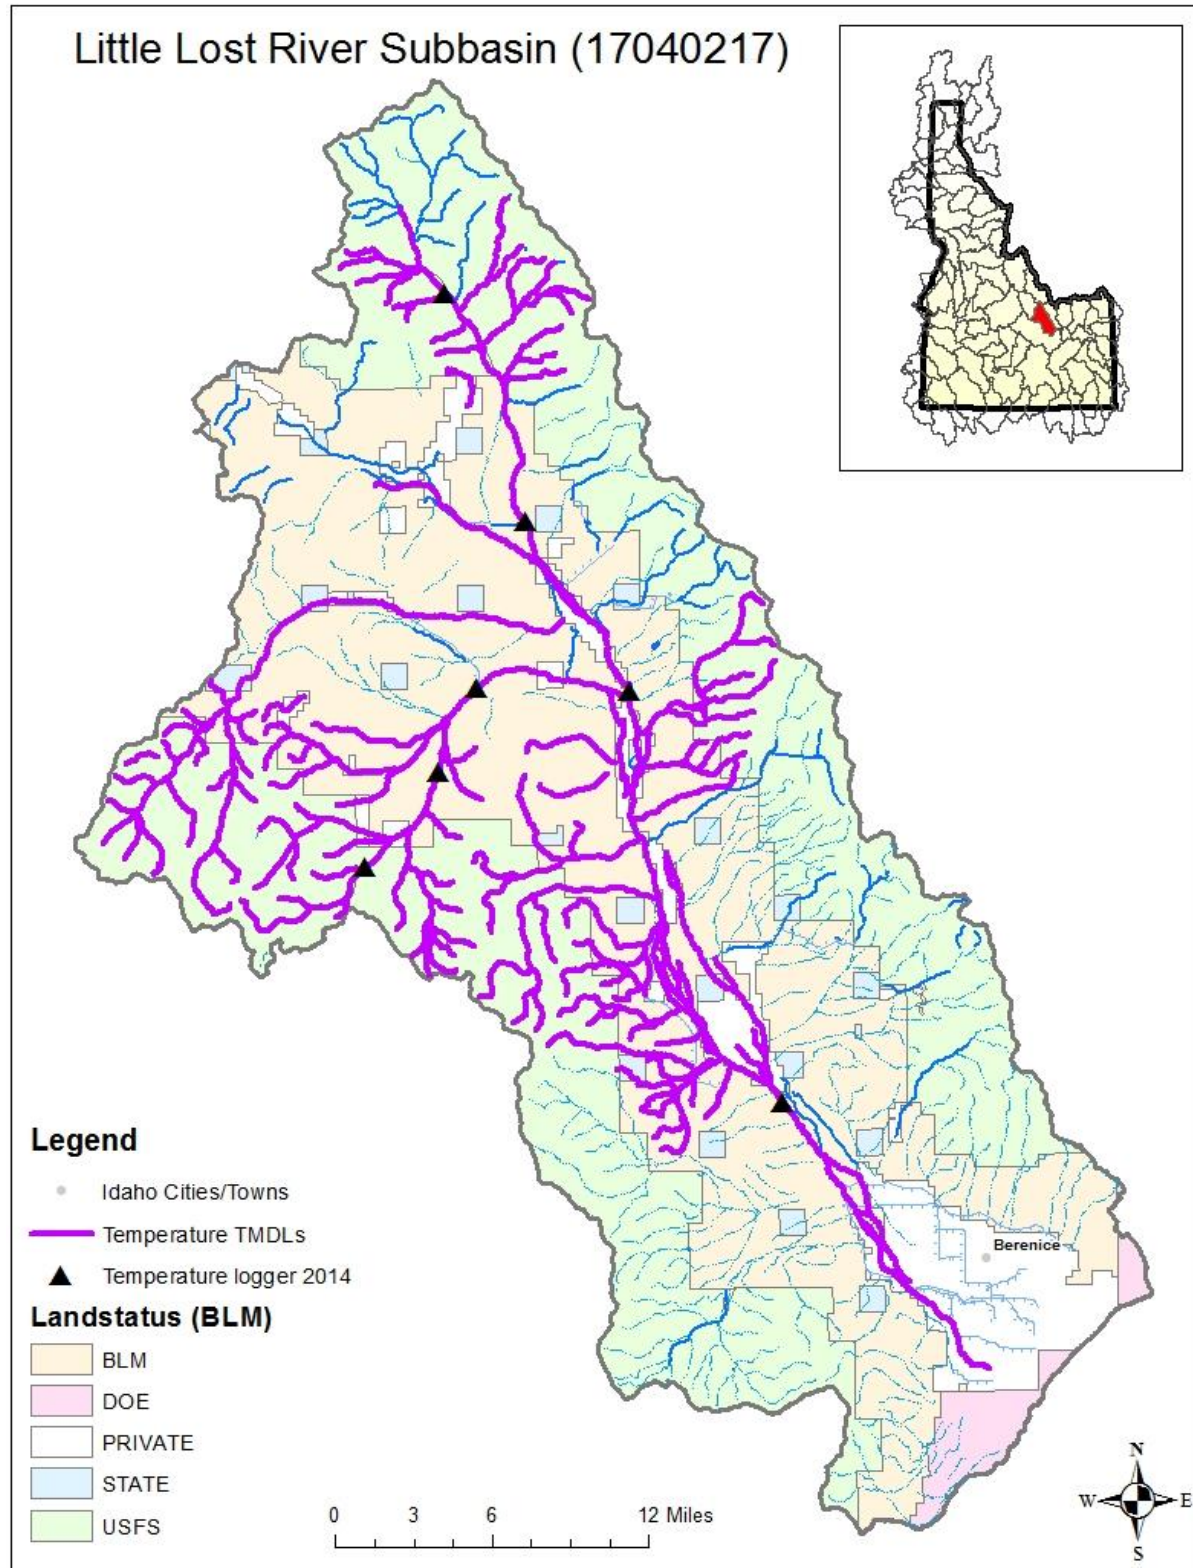 Little Lost River Subbasin (17040217)
Berenice
Legend
Idaho Cities/Towns
Temperature TMDLs
Temperature logger 2014
Landstatus (BLM)
BLM
DOE
PRIVATE
STATE
USFS
0 3 6 12 Miles
N
W E
S